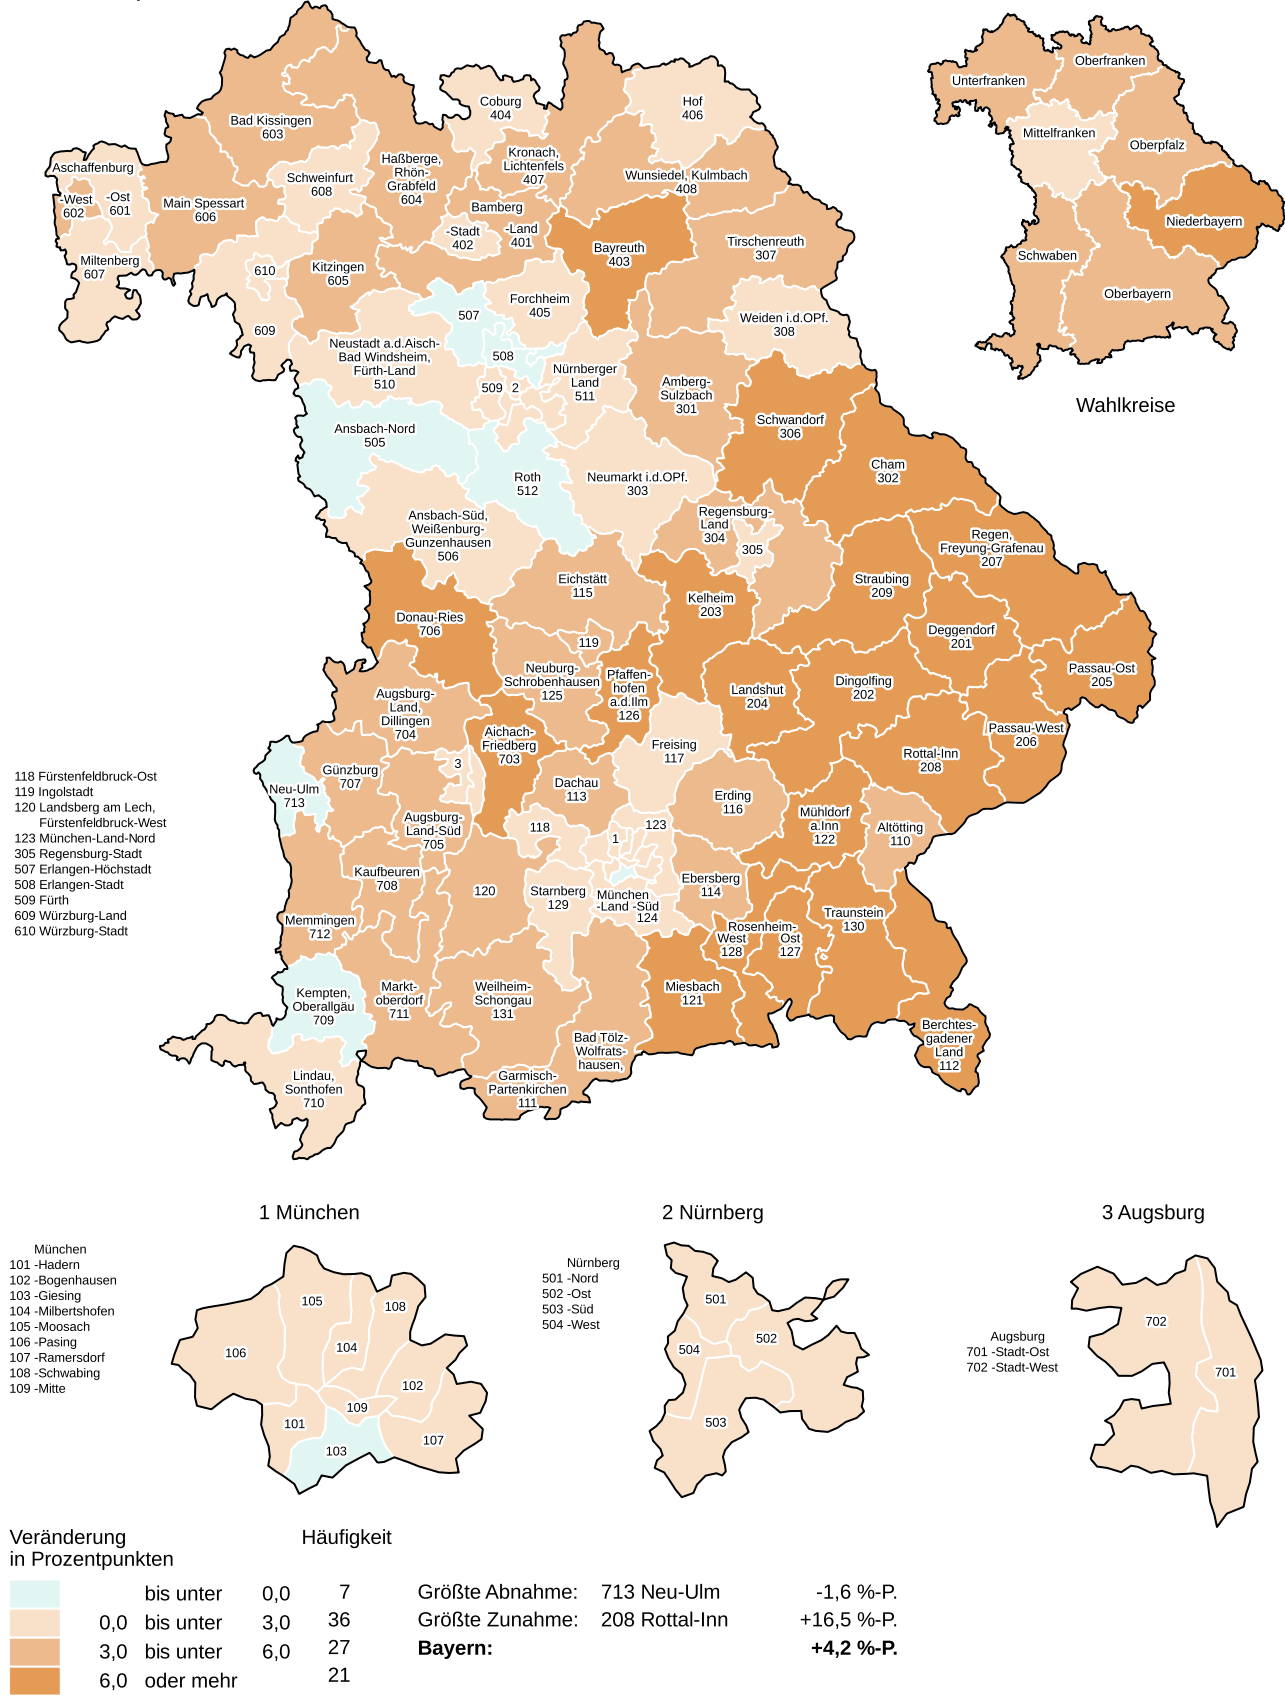 Coburg
404
Hof
406
Bad Kissingen
603
Kronach,
Lichtenfels
407
Haßberge,
Rhön-
Grabfeld
604
Aschaffenburg
-West
602
-Ost
601
Schweinfurt
608
Wunsiedel, Kulmbach
408
Main Spessart
606
Bamberg
-Stadt
402
-Land
401
Bayreuth
403
Tirschenreuth
307
Miltenberg
607
610
Kitzingen
605
Forchheim
405
507
609
Weiden i.d.OPf.
308
Neustadt a.d.Aisch-
Bad Windsheim,
Fürth-Land
510
508
509
2
Nürnberger
Land
511
Amberg-
Sulzbach
301
Ansbach-Nord
505
Schwandorf
306
Cham
302
Roth
512
Neumarkt i.d.OPf.
303
Ansbach-Süd,
Weißenburg-
Gunzenhausen
506
Regensburg-
Land
304
305
Regen,
Freyung-Grafenau
207
Eichstätt
115
Straubing
209
Kelheim
203
Donau-Ries
706
Deggendorf
201
119
Neuburg-
Schrobenhausen
125
Pfaffen-
hofen
a.d.Ilm
126
Passau-Ost
205
Landshut
204
Dingolfing
202
Augsburg-
Land,
Dillingen
704
Aichach-
Friedberg
703
Freising
117
Passau-West
206
Rottal-Inn
208
3
Günzburg
707
Neu-Ulm
713
Dachau
113
Erding
116
Augsburg-
Land-Süd
705
118
1
123
Mühldorf
a.Inn
122
Altötting
110
Kaufbeuren
708
120
Starnberg
129
München
-Land -Süd
124
Ebersberg
114
Memmingen
712
Rosenheim-
West
128
Ost
127
Traunstein
130
Kempten,
Oberallgäu
709
Markt-
oberdorf
711
Weilheim-
Schongau
131
Miesbach
121
Bad Tölz-
Wolfrats-
hausen,
Garmisch-
Partenkirchen
111
Berchtes-
gadener
Land
112
Lindau,
Sonthofen
710
Unterfranken
Oberfranken
Mittelfranken
Oberpfalz
Niederbayern
Schwaben
Oberbayern
Wahlkreise
118 Fürstenfeldbruck-Ost
119 Ingolstadt
120 Landsberg am Lech,
Fürstenfeldbruck-West
123 München-Land-Nord
305 Regensburg-Stadt
507 Erlangen-Höchstadt
508 Erlangen-Stadt
509 Fürth
609 Würzburg-Land
610 Würzburg-Stadt
1 München
München
101 -Hadern
102 -Bogenhausen
103 -Giesing
104 -Milbertshofen
105 -Moosach
106 -Pasing
107 -Ramersdorf
108 -Schwabing
109 -Mitte
105
108
106
104
102
109
101
107
103
2 Nürnberg
Nürnberg
501 -Nord
502 -Ost
503 -Süd
504 -West
501
502
504
503
3 Augsburg
Augsburg
701 -Stadt-Ost
702 -Stadt-West
702
701
Veränderung
in Prozentpunkten
Häufigkeit
bis unter 0,0 7
0,0 bis unter 3,0 36
3,0 bis unter 6,0 27
6,0 oder mehr 21
Größte Abnahme: 713 Neu-Ulm -1,6 %-P.
Größte Zunahme: 208 Rottal-Inn +16,5 %-P.
Bayern: +4,2 %-P.